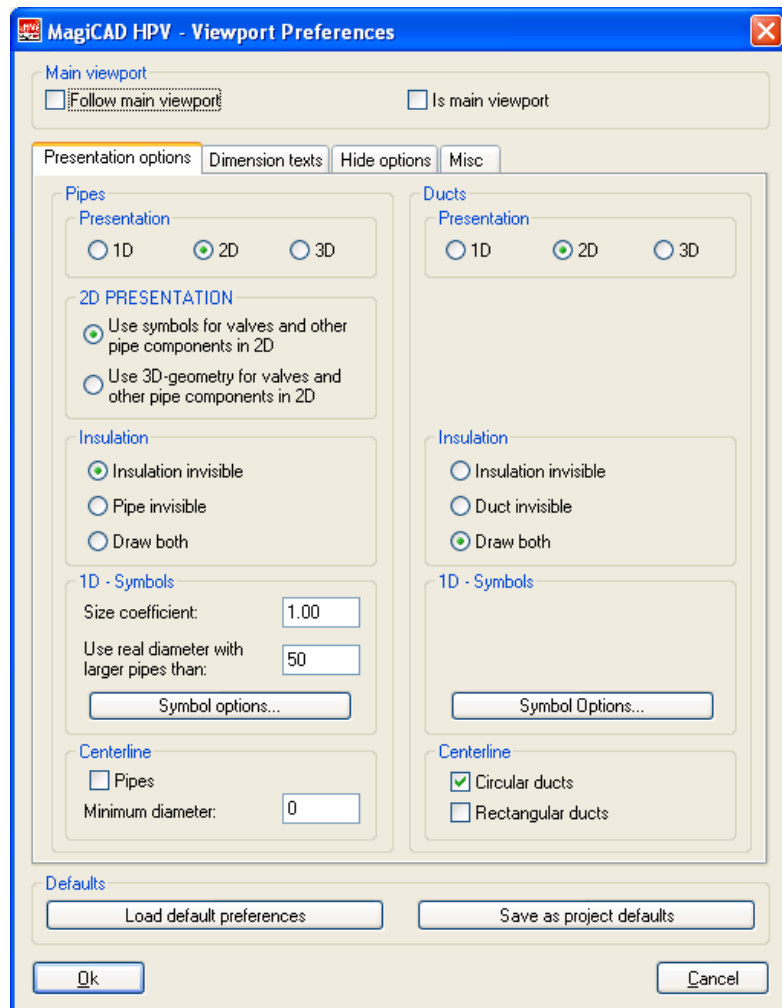 MagiCAD HPV - Viewport Preferences
Main viewport
Follow main viewport
Is main viewport
Presentation options
Dimension texts
Hide options
Misc
Pipes
Presentation
1D
2D
3D
2D PRESENTATION
Use symbols for valves and other
pipe components in 2D
Use 3D-geometry for valves and
other pipe components in 2D
Insulation
Insulation invisible
Pipe invisible
Draw both
1D - Symbols
Size coefficient:
1.00
Use real diameter with
larger pipes than:
50
Symbol options...
Centerline
Pipes
Minimum diameter:
0
Ducts
Presentation
1D
2D
3D
Insulation
Insulation invisible
Duct invisible
Draw both
1D - Symbols
Symbol Options...
Centerline
Circular ducts
Rectangular ducts
Defaults
Load default preferences
Save as project defaults
Ok
Cancel